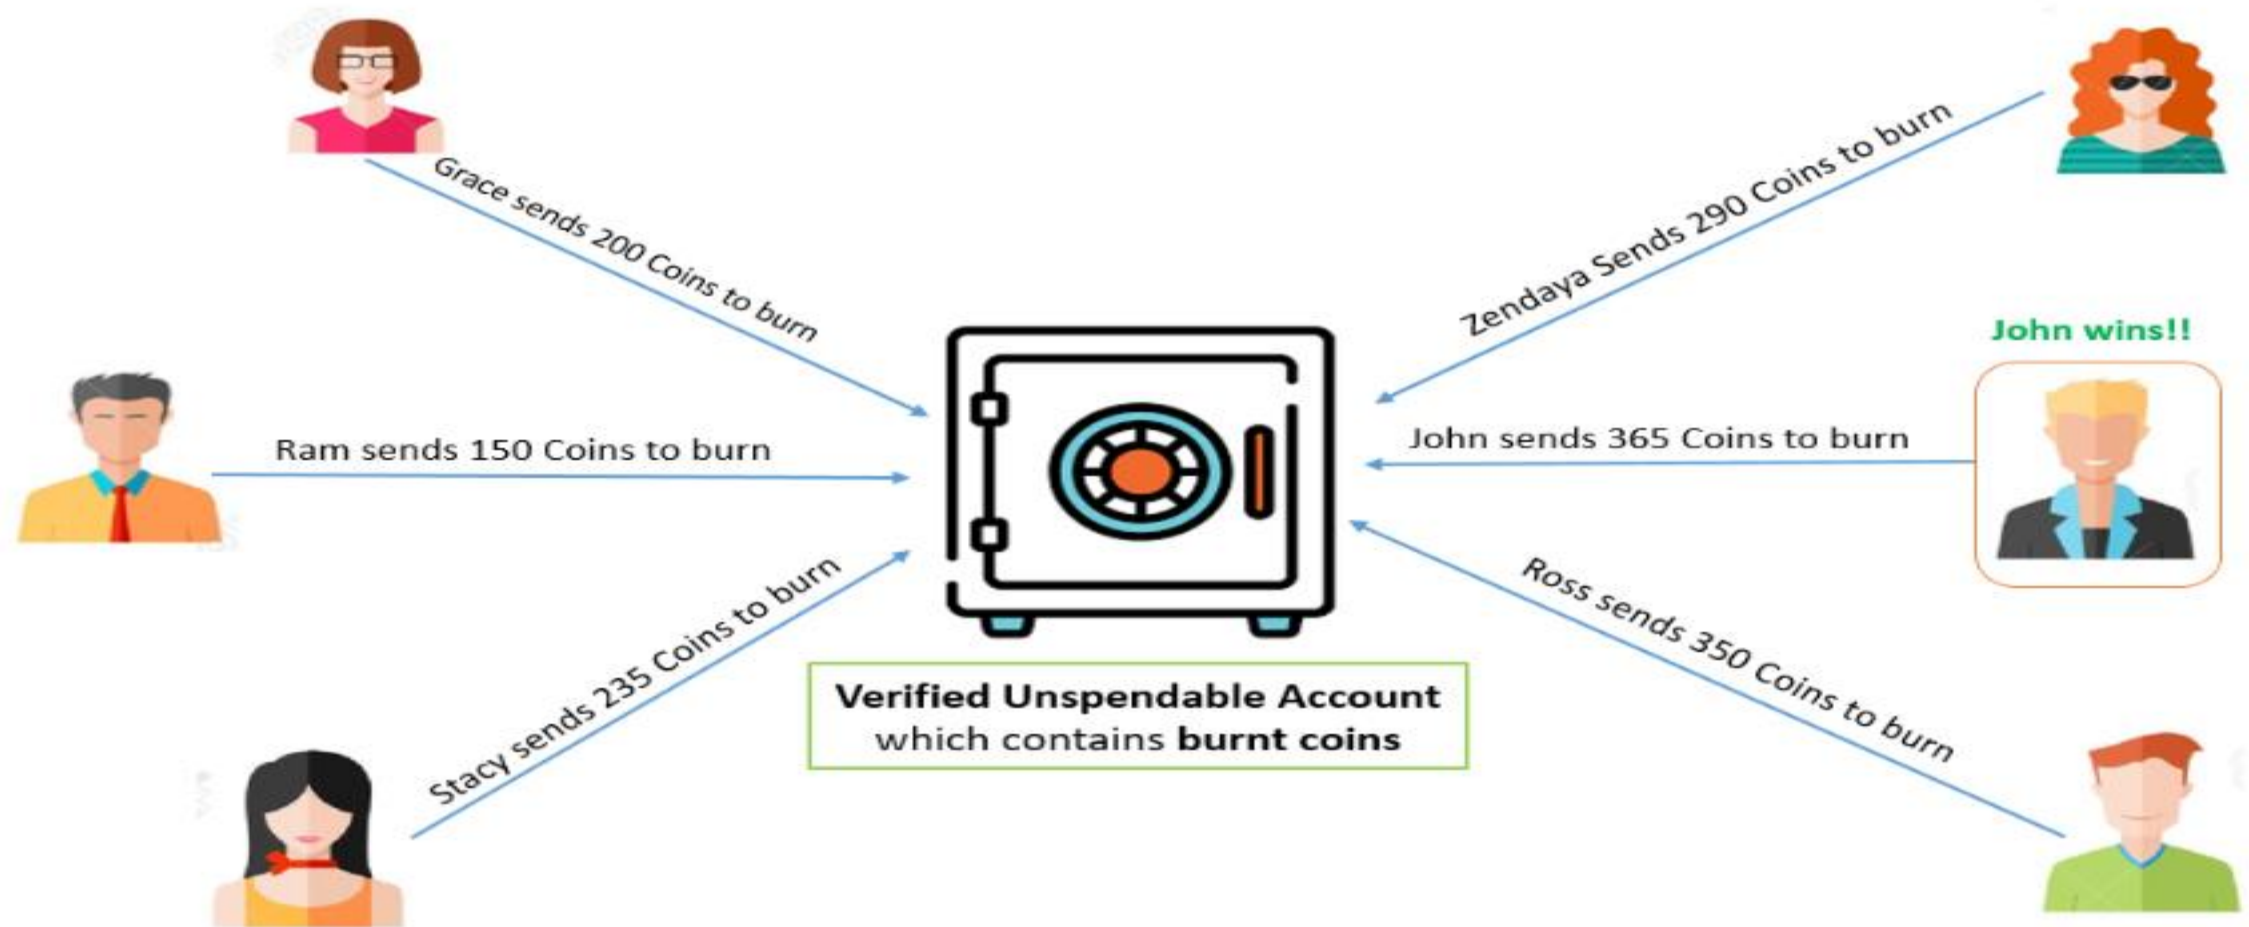 Grace sends 200 Coins to burn
Zendaya Sends 290 Coins to burn
John wins!!
Ram sends 150 Coins to burn
John sends 365 Coins to burn
Stacy sends 235 Coins to burn
Ross sends 350 Coins to burn
Verified Unspendable Account
which contains burnt coins